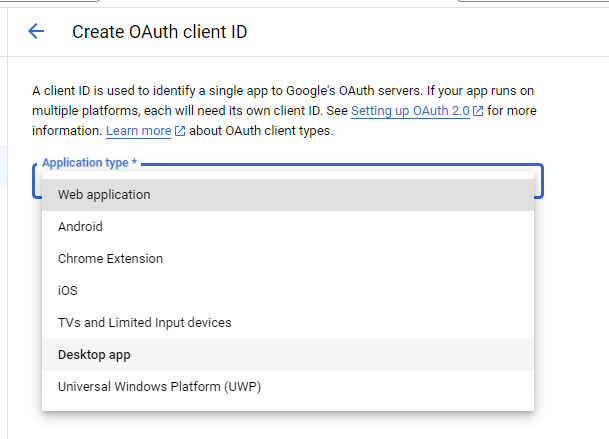 Create OAuth client ID
A client ID is used to identify a single app to Google's OAuth servers. If your app runs on
multiple platforms, each will need its own client ID. See Setting up OAuth 2.0 for more
information. Learn more about OAuth client types.
Application type *
Web application
Android
Chrome Extension
iOS
TVs and Limited Input devices
Desktop app
Universal Windows Platform (UWP)